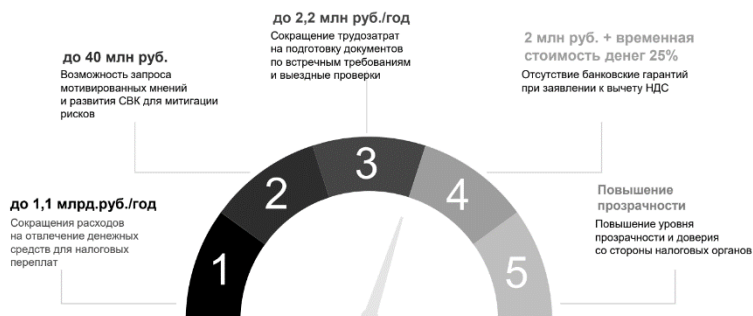 до 1,1 млрд.руб./год
Сокращения расходов
на отвлечение денежных
средств для налоговых
переплат
1
до 40 млн руб.
Возможность запроса
мотивированных мнений
и развития СВК для митигации
рисков
2
до 2,2 млн руб./год
Сокращение трудозатрат
на подготовку документов
по встречным требованиям
и выездные проверки
3
2 млн руб. + временная
стоимость денег 25%
Отсутствие банковские гарантий
при заявлении к вычету НДС
4
Повышение
прозрачности
Повышение уровня
прозрачности и доверия
со стороны налоговых органов
5